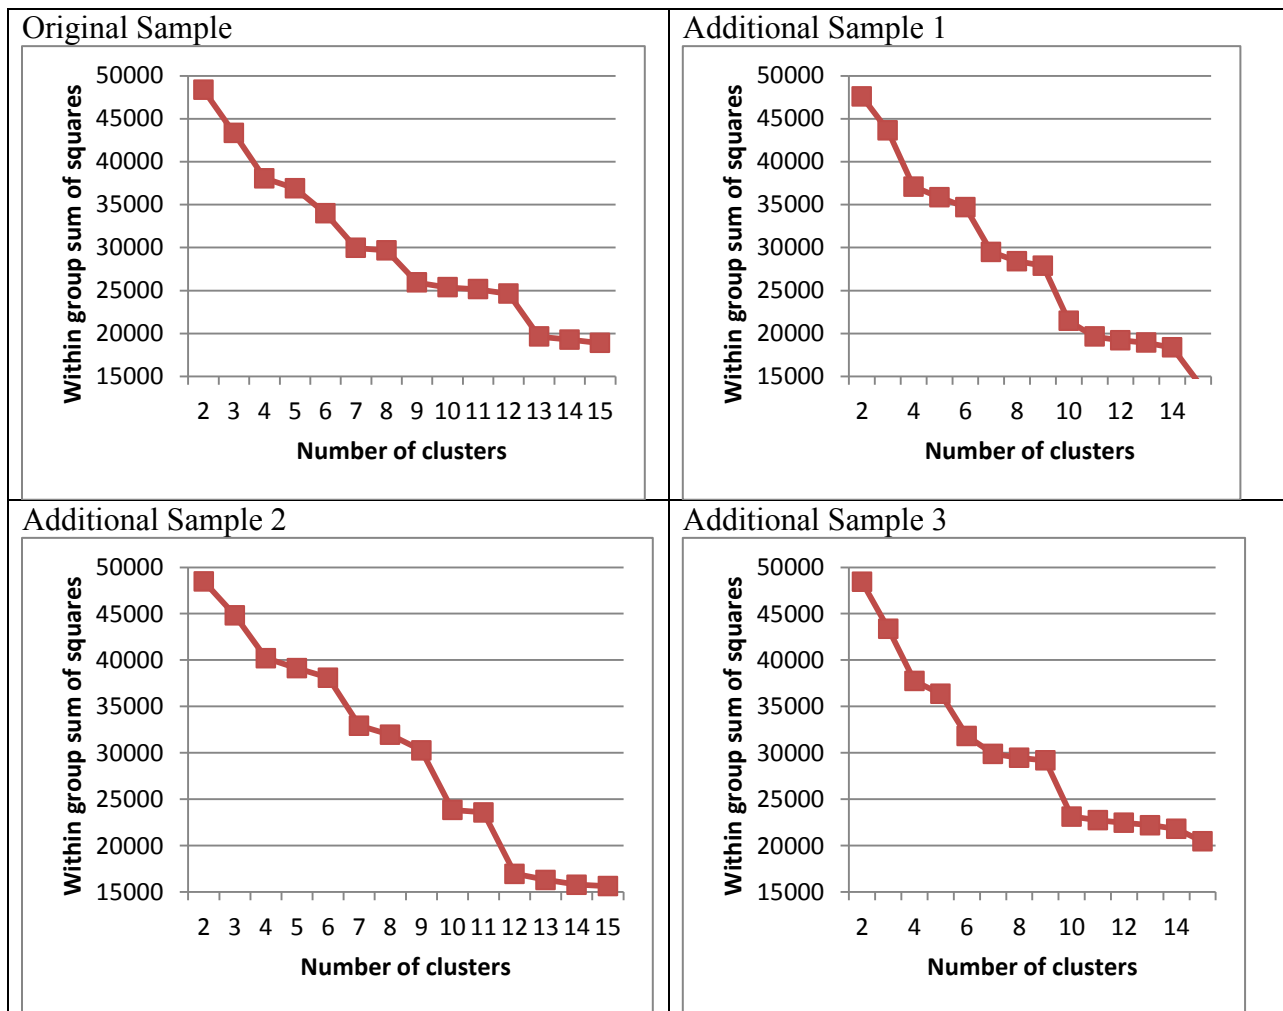 Original Sample
Within group sum of squares
50000
45000
40000
35000
30000
25000
20000
15000
2 3 4 5 6 7 8 9 10 11 12 13 14 15
Number of clusters
Additional Sample 1
Within group sum of squares
50000
45000
40000
35000
30000
25000
20000
15000
2 4 6 8 10 12 14
Number of clusters
Additional Sample 2
Within group sum of squares
50000
45000
40000
35000
30000
25000
20000
15000
2 3 4 5 6 7 8 9 10 11 12 13 14 15
Number of clusters
Additional Sample 3
Within group sum of squares
50000
45000
40000
35000
30000
25000
20000
15000
2 4 6 8 10 12 14
Number of clusters